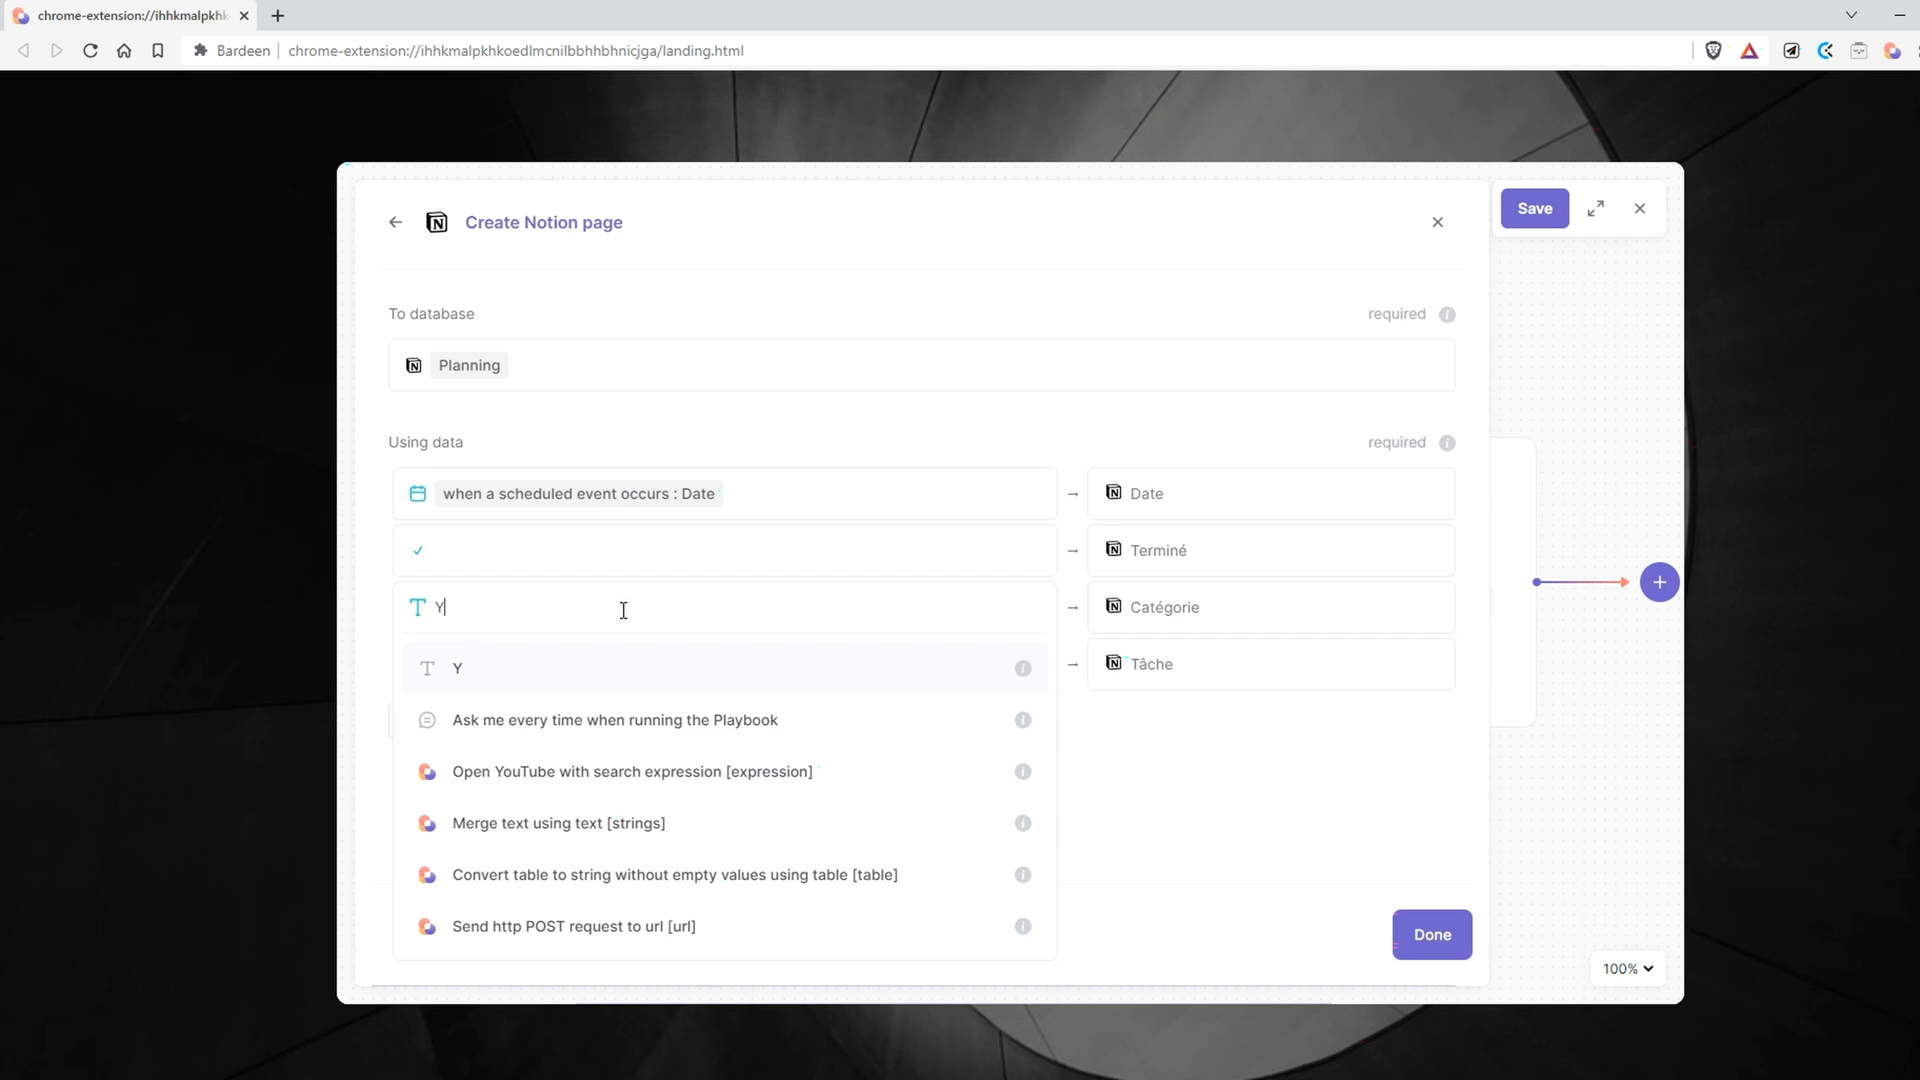 chrome-extension://ihhkmalpkhk
Bardeen
chrome-extension://ihhkmalpkhkoedlmcnilbbhhbhnicjga/landing.html
Create Notion page
Save
To database
required
Planning
Using data
required
when a scheduled event occurs : Date
→ Date
→ Terminé
Y
→ Catégorie
Y
→ Tâche
Ask me every time when running the Playbook
Open YouTube with search expression [expression]
Merge text using text [strings]
Convert table to string without empty values using table [table]
Send http POST request to url [url]
Done
100%